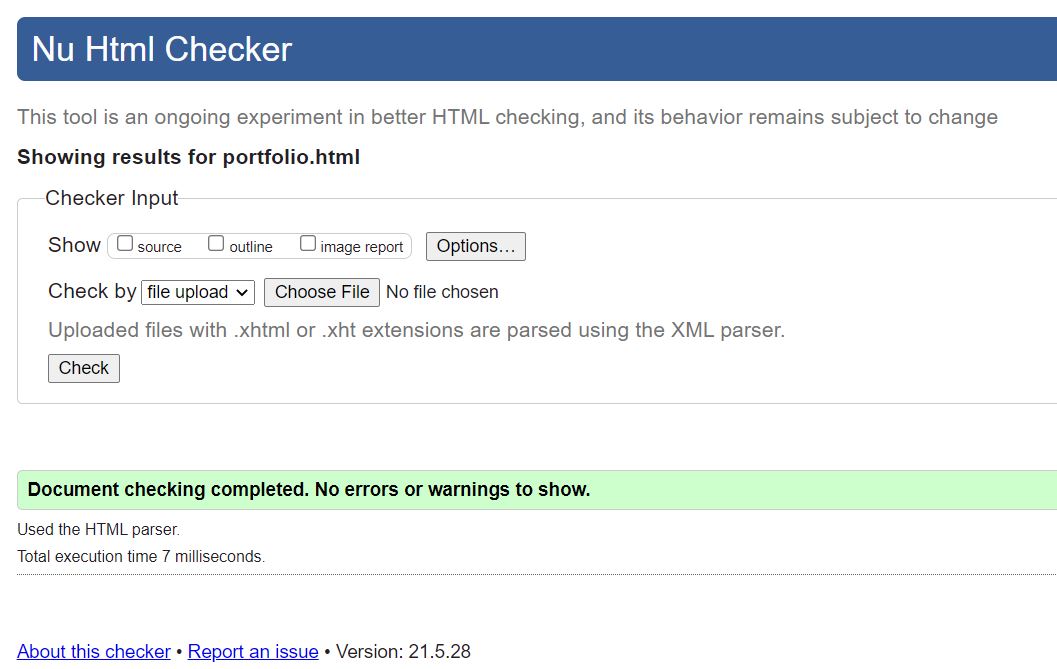 Nu Html Checker
This tool is an ongoing experiment in better HTML checking, and its behavior remains subject to change
Showing results for portfolio.html
Checker Input
Show source outline image report Options…
Check by file upload Choose File No file chosen
Uploaded files with .xhtml or .xht extensions are parsed using the XML parser.
Check
Document checking completed. No errors or warnings to show.
Used the HTML parser.
Total execution time 7 milliseconds.
About this checker • Report an issue • Version: 21.5.28